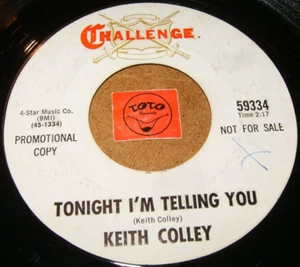 CHALLENGE.
4-Star Music Co.
(BMI)
(45-1334)
PROMOTIONAL
COPY
TOTO
Records
59334
Time 2:17
NOT FOR SALE
TONIGHT I'M TELLING YOU
(Keith Colley)
KEITH COLLEY